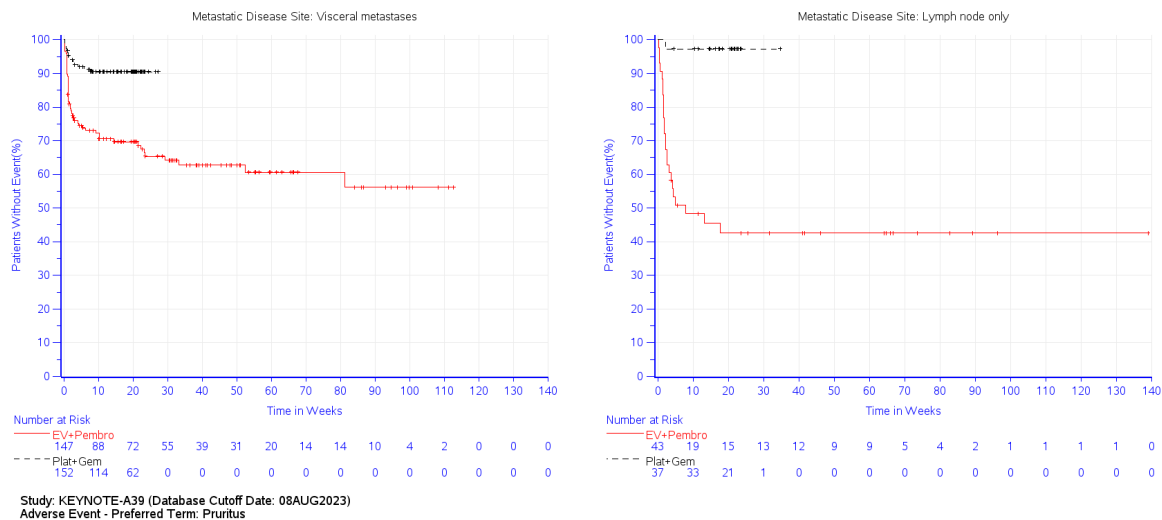 Metastatic Disease Site: Visceral metastases
Patients Without Event(%)
100
90
80
70
60
50
40
30
20
10
0
0 10 20 30 40 50 60 70 80 90 100 110 120 130 140
Time in Weeks
Number at Risk
EV+Pembro
147 88 72 55 39 31 20 14 14 10 4 2 0 0 0
Plat+Gem
152 114 62 0 0 0 0 0 0 0 0 0 0 0 0
Metastatic Disease Site: Lymph node only
Patients Without Event(%)
100
90
80
70
60
50
40
30
20
10
0
0 10 20 30 40 50 60 70 80 90 100 110 120 130 140
Time in Weeks
Number at Risk
EV+Pembro
43 19 15 13 12 9 9 5 4 2 1 1 1 1 0
Plat+Gem
37 33 21 1 0 0 0 0 0 0 0 0 0 0 0
Study: KEYNOTE-A39 (Database Cutoff Date: 08AUG2023)
Adverse Event - Preferred Term: Pruritus